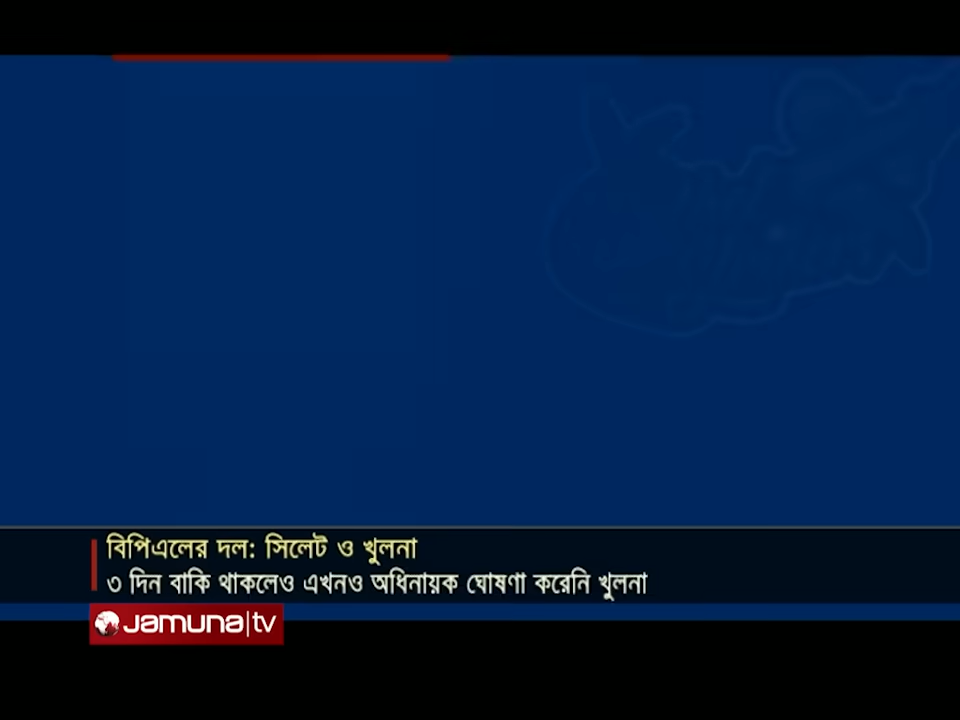 বিপিএলের দল: সিলেট ও খুলনা
৩ দিন বাকি থাকলেও এখনও অধিনায়ক ঘোষণা করেনি খুলনা
Jamuna|tv